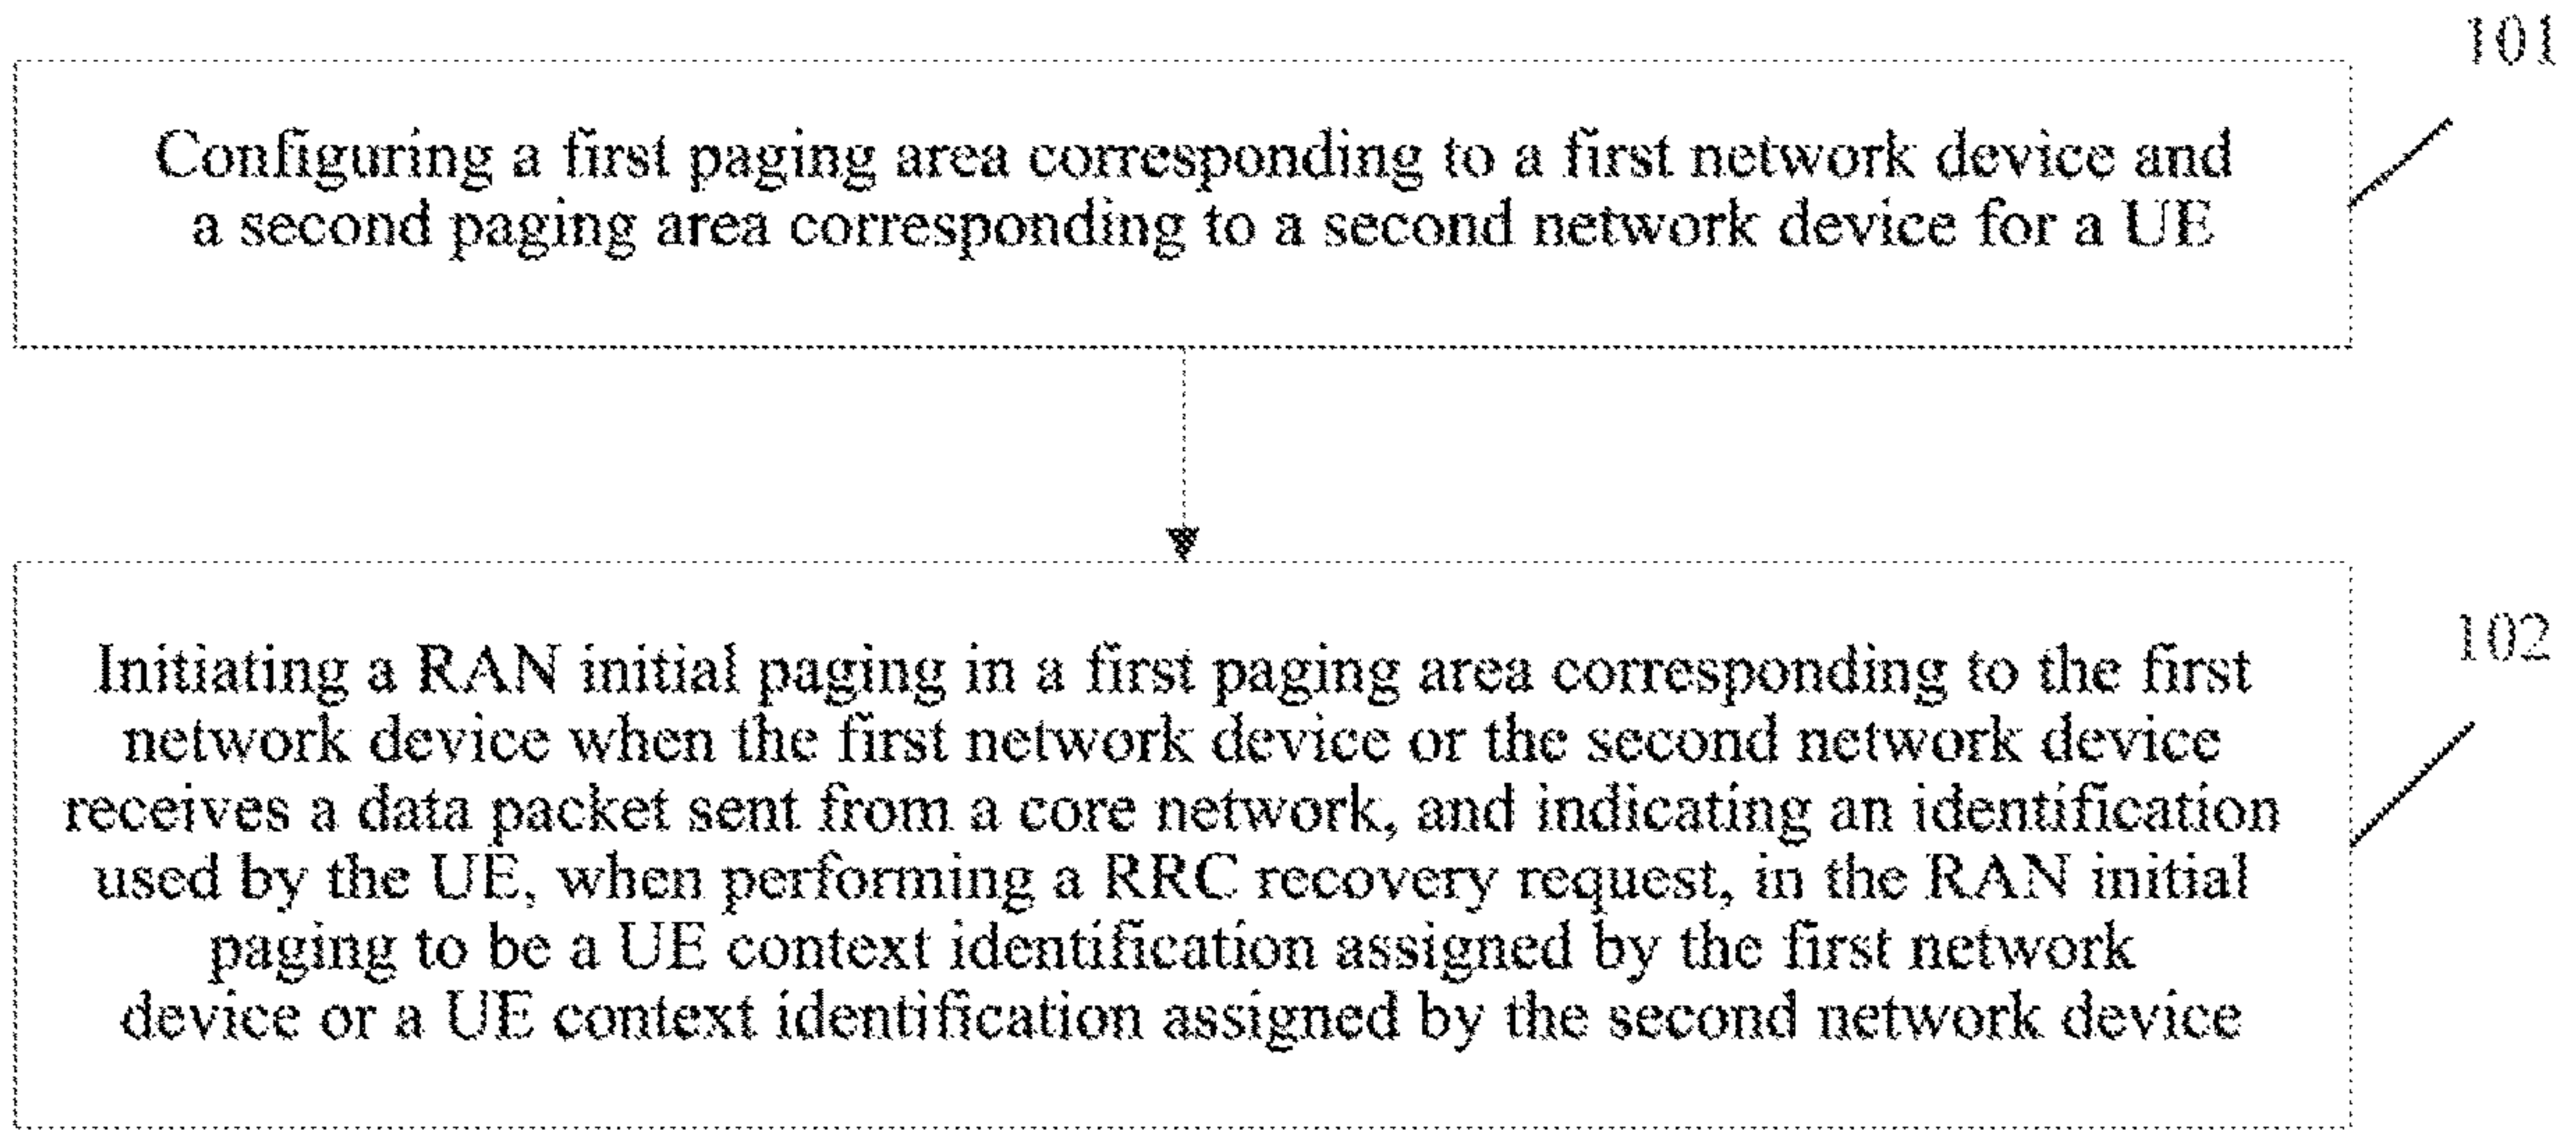 101
Configuring a first paging area corresponding to a first network device and
a second paging area corresponding to a second network device for a UE
Initiating a RAN initial paging in a first paging area corresponding to the first
102
network device when the first network device or the second network device
receives a data packet sent from a core network, and indicating an identification
used by the UE, when performing a RRC recovery request, in the RAN initial
paging to be a UE context identification assigned by the first network
device or a UE context identification assigned by the second network device